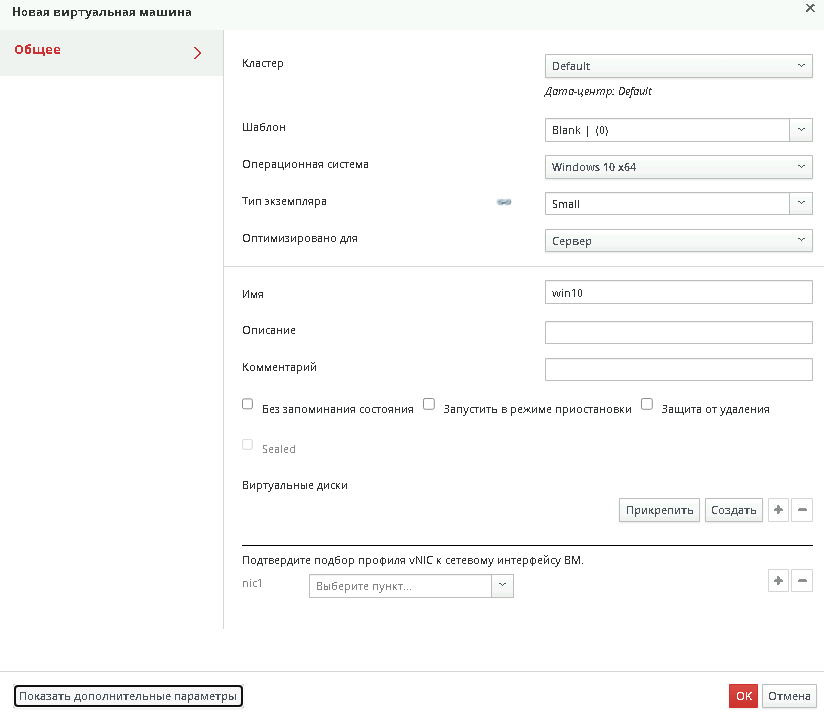 Новая виртуальная машина
Общее
Кластер
Default
Дата-центр: Default
Шаблон
Blank | (0)
Операционная система
Windows 10 x64
Тип экземпляра
Small
Оптимизировано для
Сервер
Имя
win10
Описание
Комментарий
Без запоминания состояния Запустить в режиме приостановки Защита от удаления
Sealed
Виртуальные диски
Прикрепить Создать + −
Подтвердите подбор профиля vNIC к сетевому интерфейсу ВМ.
nic1 Выберите пункт... + −
Показать дополнительные параметры OK Отмена